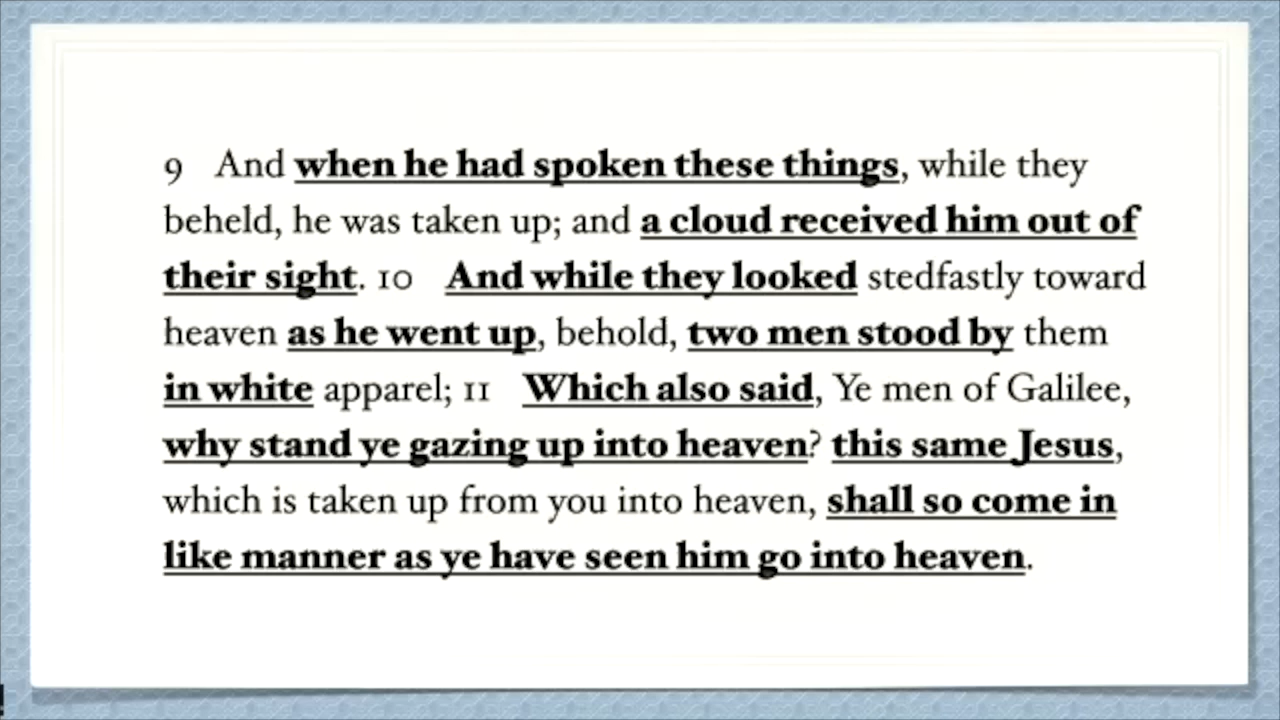 9 And when he had spoken these things, while they
beheld, he was taken up; and a cloud received him out of
their sight. 10 And while they looked stedfastly toward
heaven as he went up, behold, two men stood by them
in white apparel; 11 Which also said, Ye men of Galilee,
why stand ye gazing up into heaven? this same Jesus,
which is taken up from you into heaven, shall so come in
like manner as ye have seen him go into heaven.